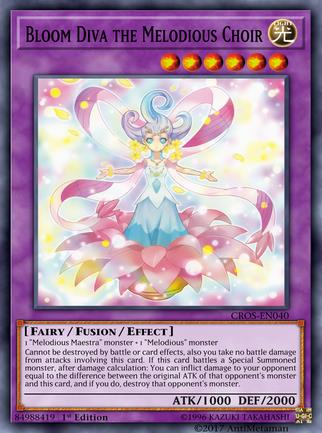 Bloom Diva the Melodious Choir
LIGHT
光
CROS-EN040
[Fairy / Fusion / Effect]
1 "Melodious Maestra" monster + 1 "Melodious" monster
Cannot be destroyed by battle or card effects, also you take no battle damage
from attacks involving this card. If this card battles a Special Summoned
monster, after damage calculation: You can inflict damage to your opponent
equal to the difference between the original ATK of that opponent's monster
and this card, and if you do, destroy that opponent's monster.
ATK/1000 DEF/2000
84988419 1st Edition ©1996 KAZUKI TAKAHASHI
©2017 AntiMetaman